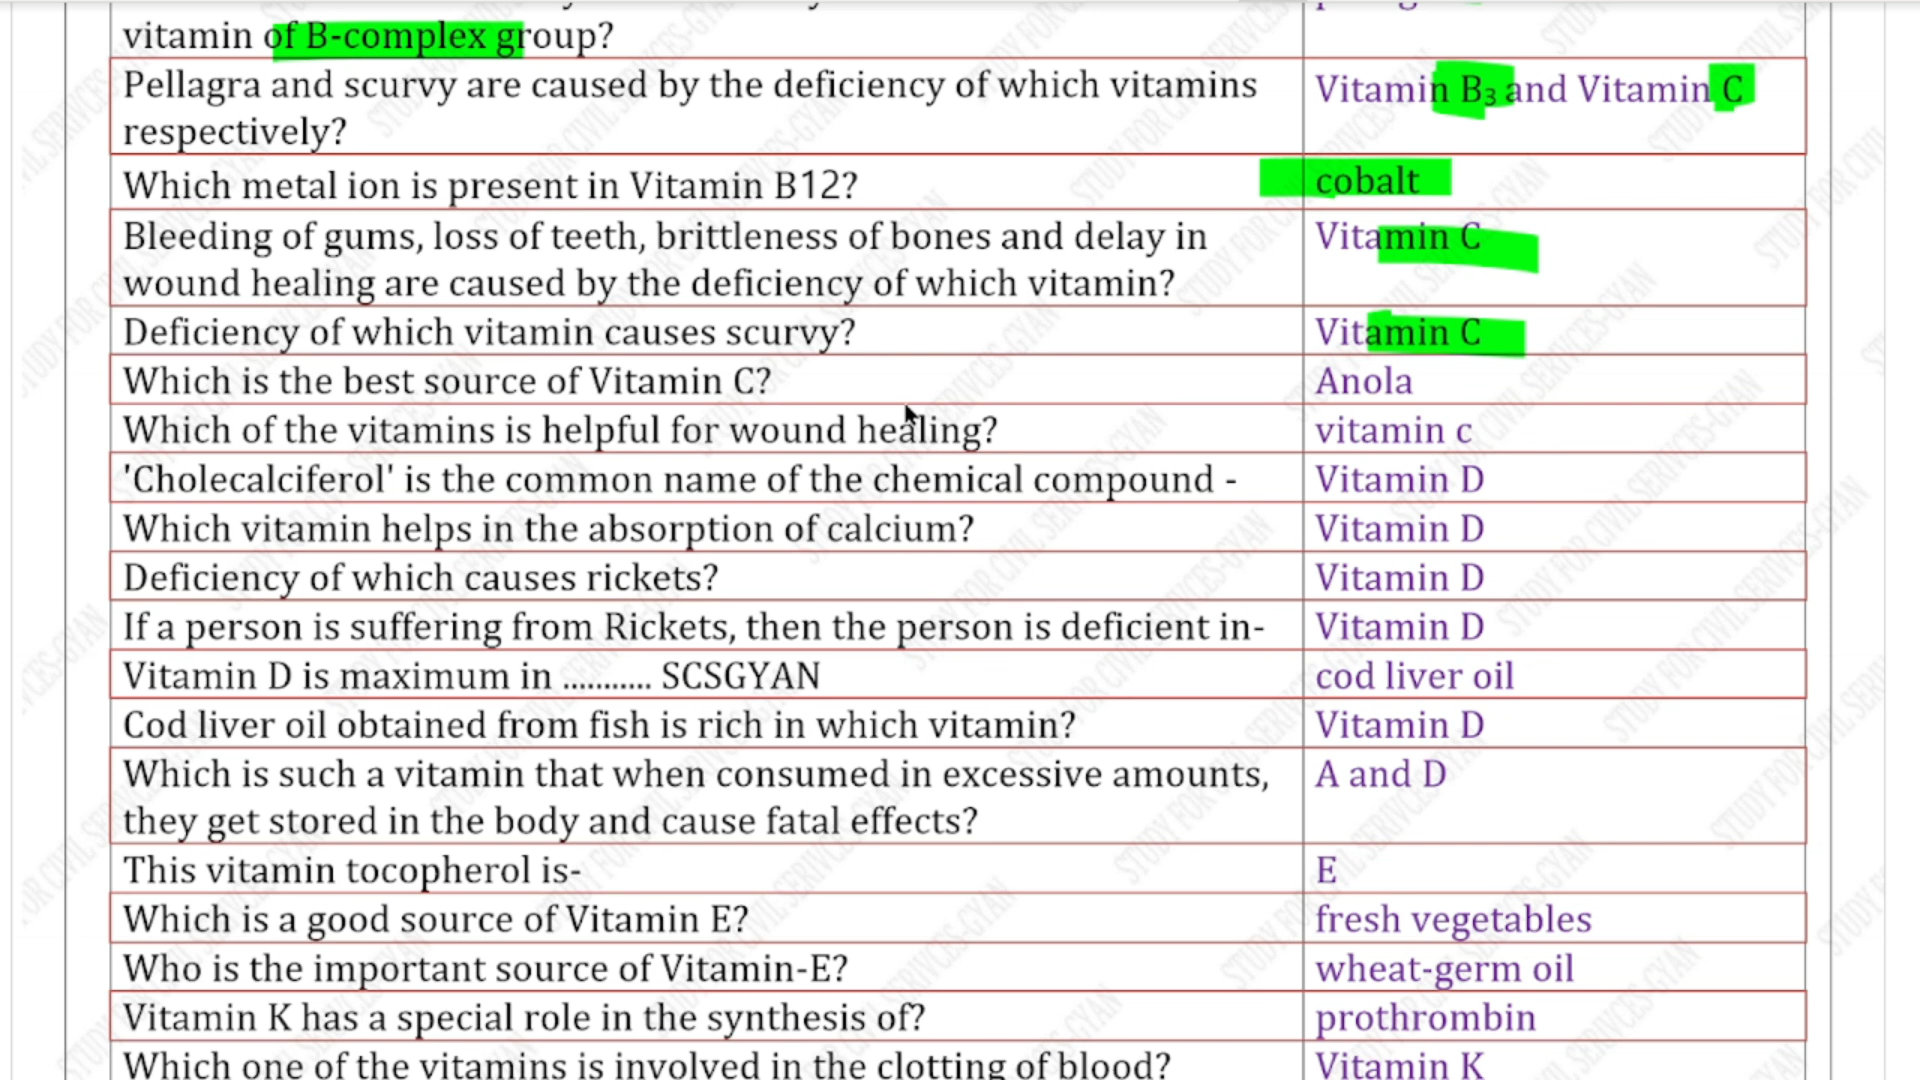 vitamin of B-complex group?
Pellagra and scurvy are caused by the deficiency of which vitamins Vitamin B₃ and Vitamin C
respectively?
Which metal ion is present in Vitamin B12? cobalt
Bleeding of gums, loss of teeth, brittleness of bones and delay in Vitamin C
wound healing are caused by the deficiency of which vitamin?
Deficiency of which vitamin causes scurvy? Vitamin C
Which is the best source of Vitamin C? Anola
Which of the vitamins is helpful for wound healing? vitamin c
'Cholecalciferol' is the common name of the chemical compound - Vitamin D
Which vitamin helps in the absorption of calcium? Vitamin D
Deficiency of which causes rickets? Vitamin D
If a person is suffering from Rickets, then the person is deficient in- Vitamin D
Vitamin D is maximum in ........... SCSGYAN cod liver oil
Cod liver oil obtained from fish is rich in which vitamin? Vitamin D
Which is such a vitamin that when consumed in excessive amounts, A and D
they get stored in the body and cause fatal effects?
This vitamin tocopherol is- E
Which is a good source of Vitamin E? fresh vegetables
Who is the important source of Vitamin-E? wheat-germ oil
Vitamin K has a special role in the synthesis of? prothrombin
Which one of the vitamins is involved in the clotting of blood? Vitamin K
STUDY FOR CIVIL SERIVCES-GYAN